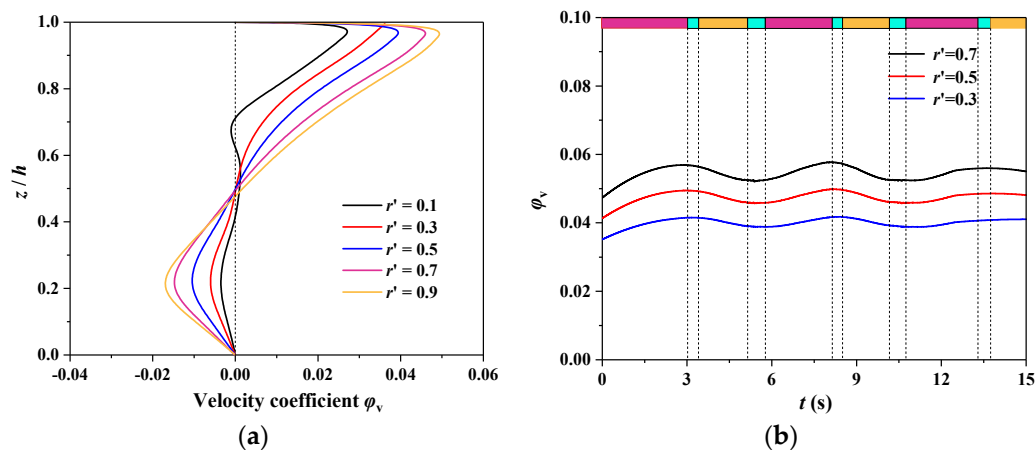 1.0
0.8
0.6
0.4
0.2
0.0
z / h
r' = 0.1
r' = 0.3
r' = 0.5
r' = 0.7
r' = 0.9
-0.04 -0.02 0.00 0.02 0.04 0.06
Velocity coefficient φv
(a)
0.10
0.08
0.06
0.04
0.02
0.00
φv
r'=0.7
r'=0.5
r'=0.3
0 3 6 9 12 15
t (s)
(b)